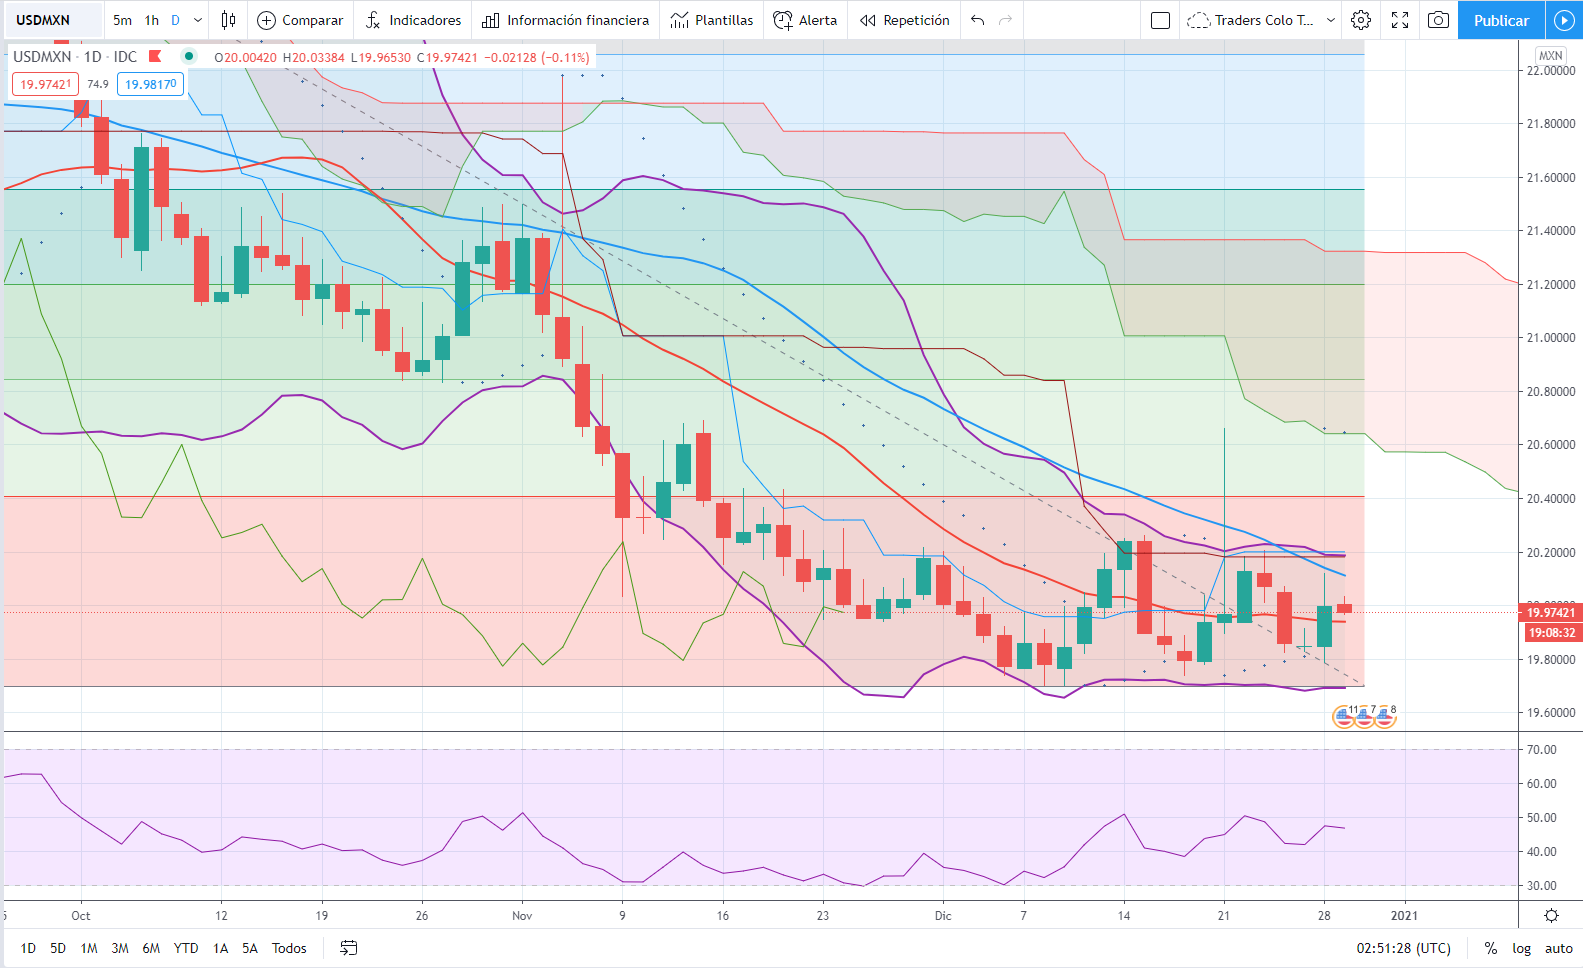 USDMXN 5m 1h D Comparar Indicadores Información financiera Plantillas Alerta Repetición Traders Colo T... Publicar
USDMXN · 1D · IDC O20.00420 H20.03384 L19.96530 C19.97421 −0.02128 (−0.11%)
19.97421 74.9 19.98170
MXN
22.00000
21.80000
21.60000
21.40000
21.20000
21.00000
20.80000
20.60000
20.40000
20.20000
19.97421
19:08:32
19.80000
19.60000
11 7 8
70.00
60.00
50.00
40.00
30.00
Oct 12 19 26 Nov 9 16 23 Dic 7 14 21 28 2021
1D 5D 1M 3M 6M YTD 1A 5A Todos 02:51:28 (UTC) % log auto